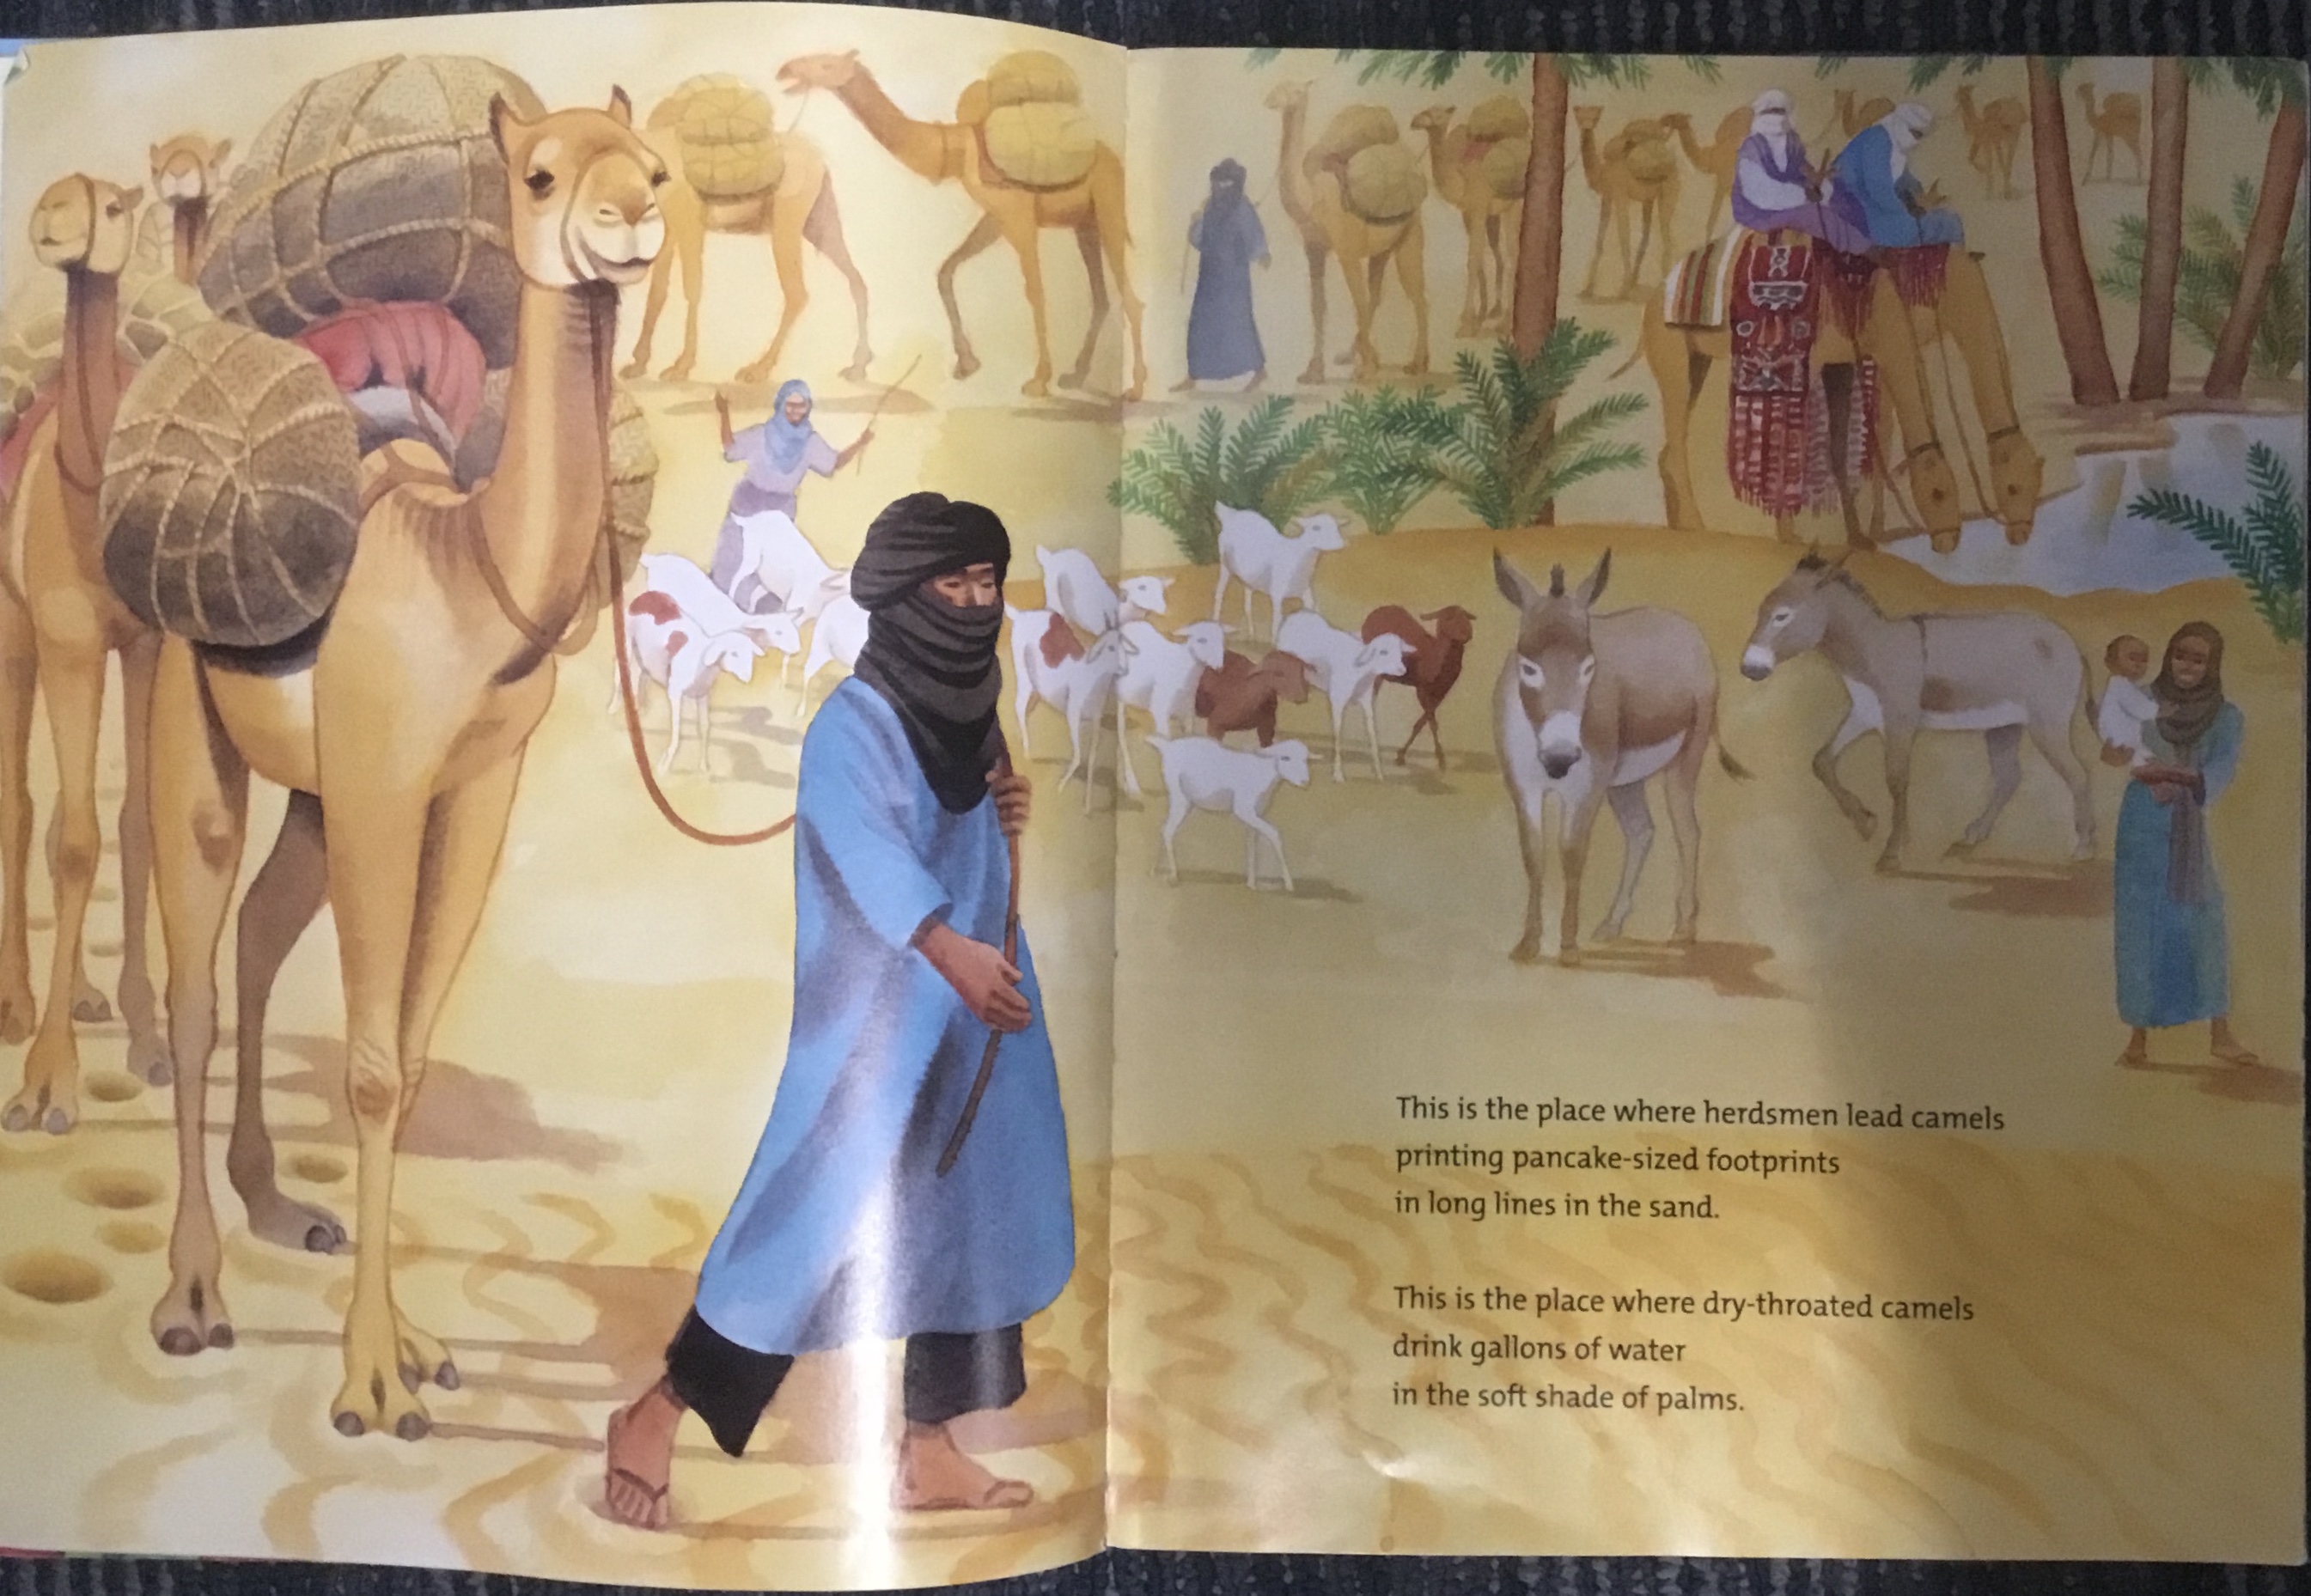 This is the place where herdsmen lead camels
printing pancake-sized footprints
in long lines in the sand.
This is the place where dry-throated camels
drink gallons of water
in the soft shade of palms.